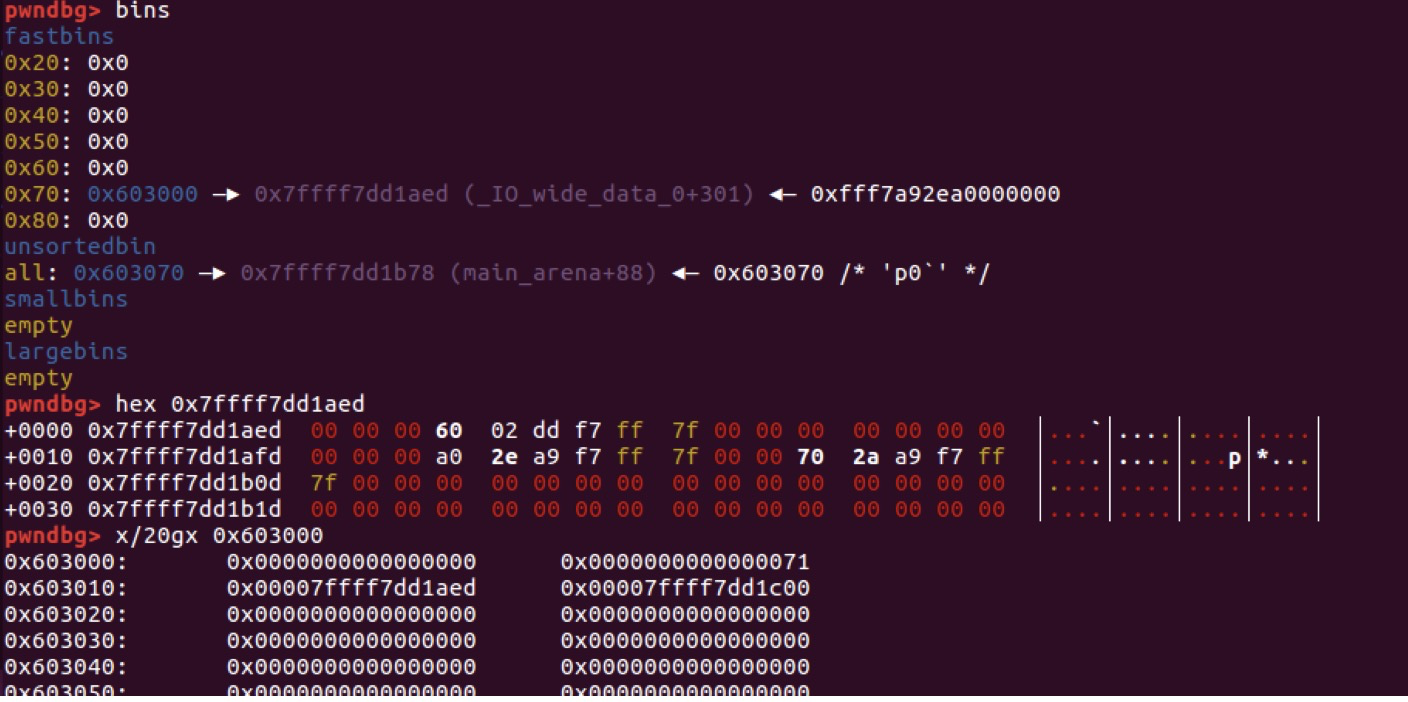 pwndbg> bins
fastbins
0x20: 0x0
0x30: 0x0
0x40: 0x0
0x50: 0x0
0x60: 0x0
0x70: 0x603000 —▸ 0x7ffff7dd1aed (_IO_wide_data_0+301) ◂— 0xfff7a92ea0000000
0x80: 0x0
unsortedbin
all: 0x603070 —▸ 0x7ffff7dd1b78 (main_arena+88) ◂— 0x603070 /* 'p0`' */
smallbins
empty
largebins
empty
pwndbg> hex 0x7ffff7dd1aed
+0000 0x7ffff7dd1aed  00 00 00 60  02 dd f7 ff  7f 00 00 00  00 00 00 00  |...`|....|....|....|
+0010 0x7ffff7dd1afd  00 00 00 a0  2e a9 f7 ff  7f 00 00 70  2a a9 f7 ff  |....|....|...p|*...|
+0020 0x7ffff7dd1b0d  7f 00 00 00  00 00 00 00  00 00 00 00  00 00 00 00  |....|....|....|....|
+0030 0x7ffff7dd1b1d  00 00 00 00  00 00 00 00  00 00 00 00  00 00 00 00  |....|....|....|....|
pwndbg> x/20gx 0x603000
0x603000: 0x0000000000000000 0x0000000000000071
0x603010: 0x00007ffff7dd1aed 0x00007ffff7dd1c00
0x603020: 0x0000000000000000 0x0000000000000000
0x603030: 0x0000000000000000 0x0000000000000000
0x603040: 0x0000000000000000 0x0000000000000000
0x603050: 0x0000000000000000 0x0000000000000000